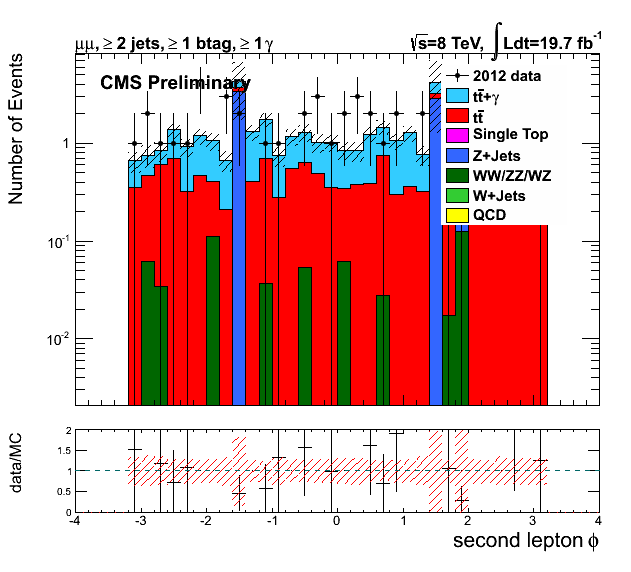 μμ, ≥ 2 jets, ≥ 1 btag, ≥ 1 γ
√s=8 TeV, ∫Ldt=19.7 fb⁻¹
CMS Preliminary
2012 data
tt̄+γ
tt̄
Single Top
Z+Jets
WW/ZZ/WZ
W+Jets
QCD
Number of Events
1
10⁻¹
10⁻²
data/MC
2
1.5
1
0.5
0
-4 -3 -2 -1 0 1 2 3 4
second lepton ϕ